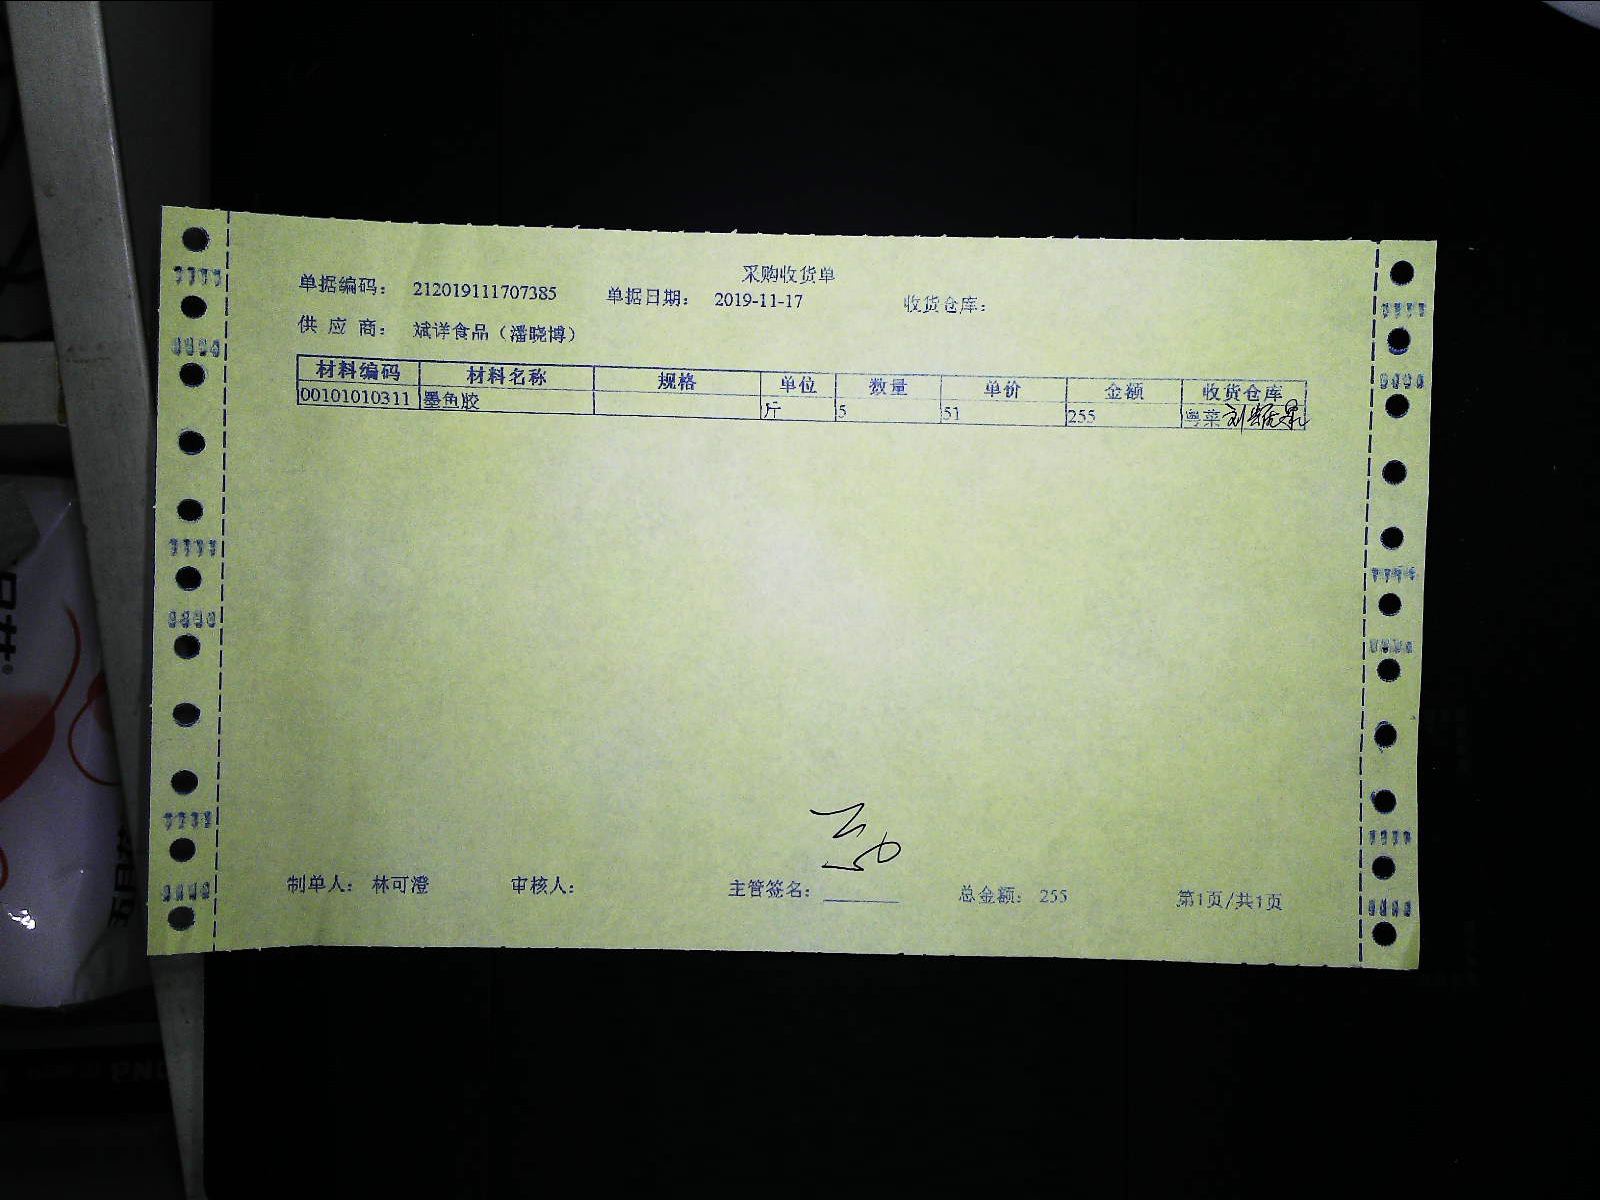 采购收货单
单据编码： 212019111707385 单据日期： 2019-11-17 收货仓库：
供 应 商： 斌详食品（潘晓博）
材料编码 材料名称 规格 单位 数量 单价 金额 收货仓库
00101010311 墨鱼胶 斤 5 51 255 粤菜
制单人： 林可澄 审核人： 主管签名： 总金额： 255 第1页/共1页